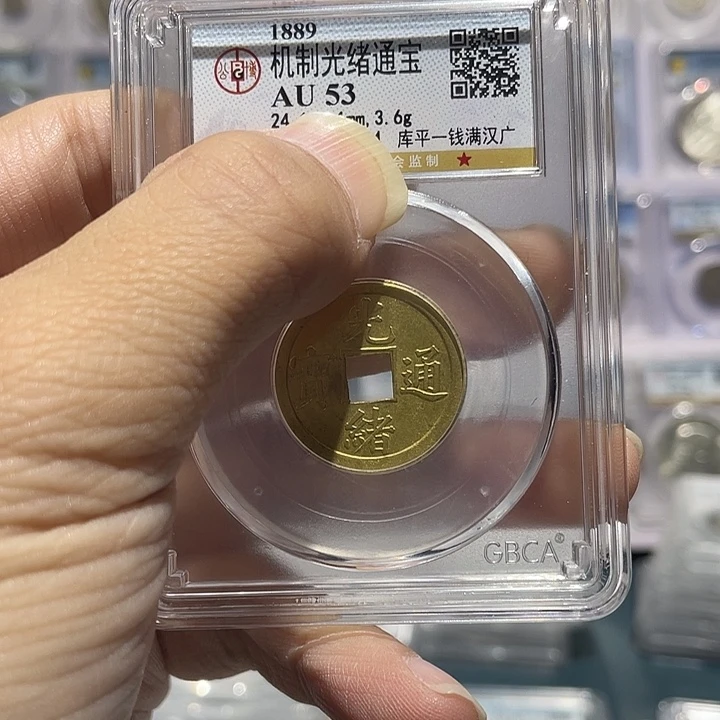 1889
机制光绪通宝
AU 53
mm, 3.6g
库平一钱满汉广
会监制
光
通
绪
GBCA